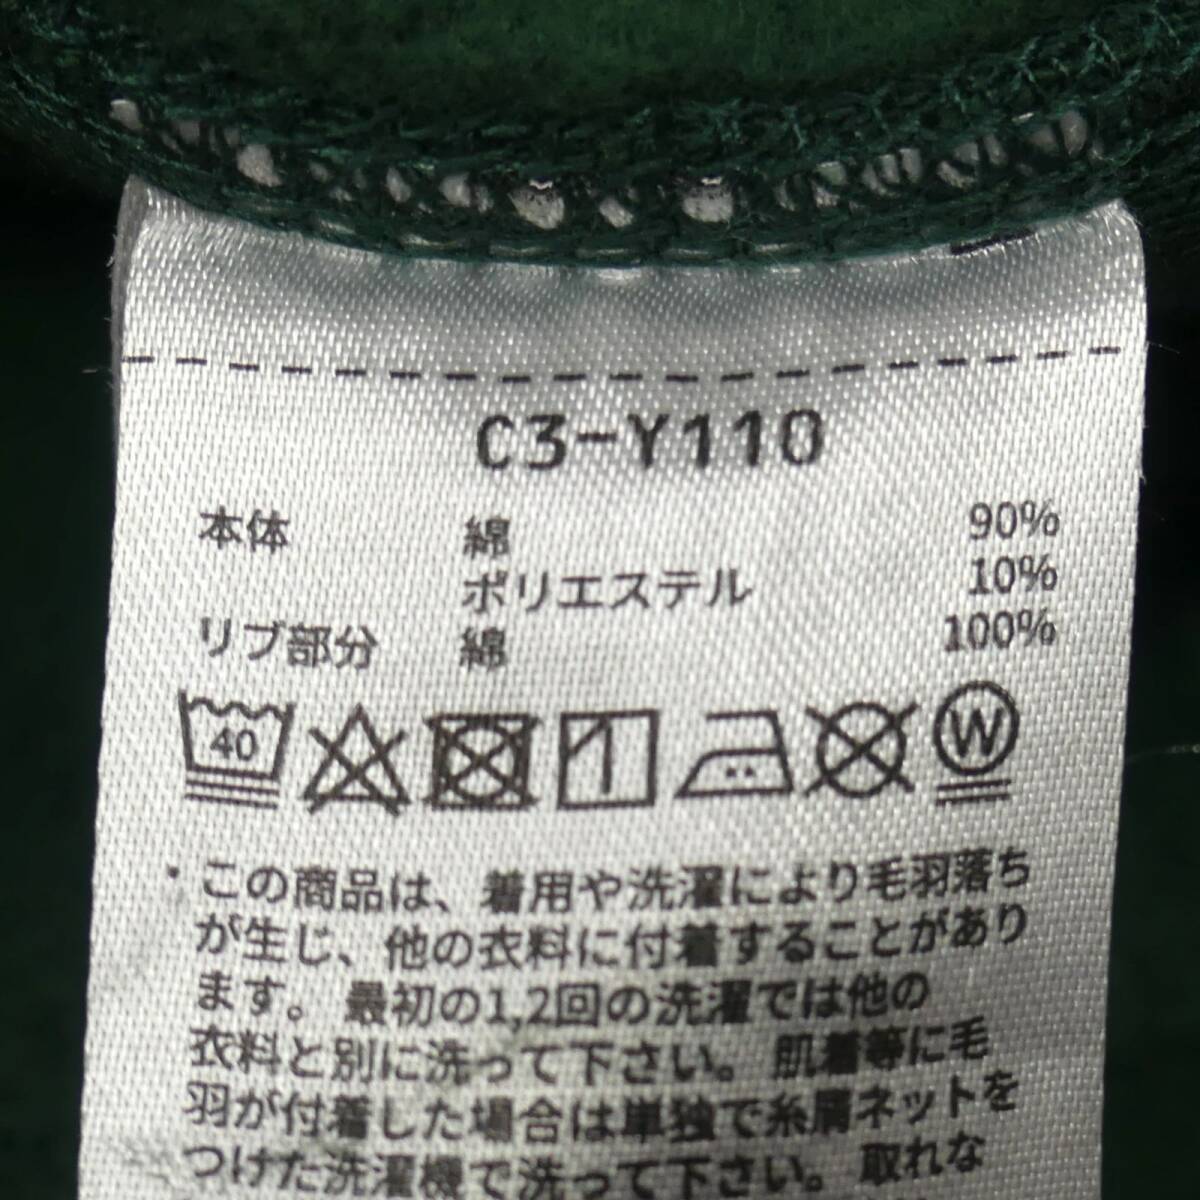 C3-Y110
本体 綿 90%
ポリエステル 10%
リブ部分 綿 100%
40 W
・この商品は、着用や洗濯により毛羽落ち
が生じ、他の衣料に付着することがあり
ます。最初の1,2回の洗濯では他の
衣料と別に洗って下さい。肌着等に毛
羽が付着した場合は単独で糸屑ネットを
つけた洗濯機で洗って下さい。取れな